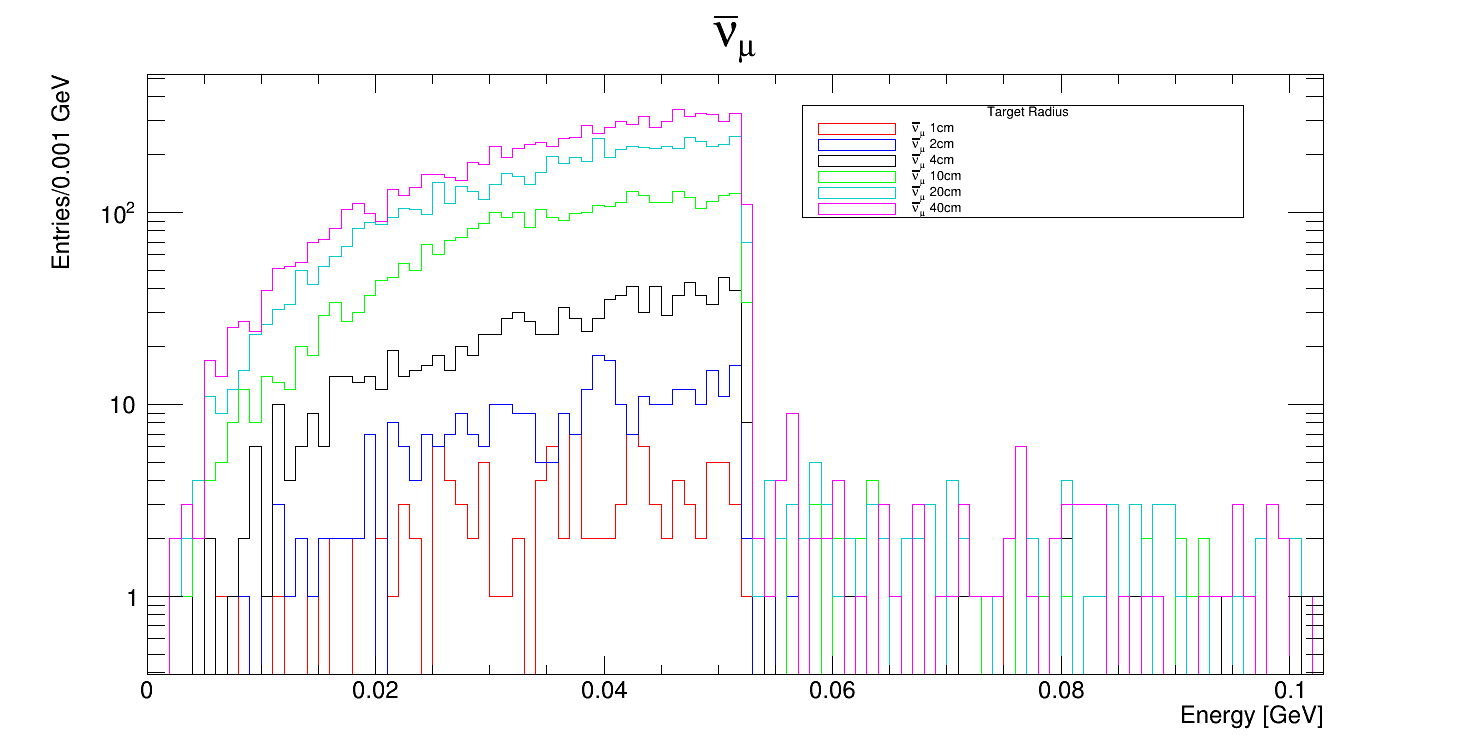 ν̅μ
Entries/0.001 GeV
Target Radius
ν̅μ 1cm
ν̅μ 2cm
ν̅μ 4cm
ν̅μ 10cm
ν̅μ 20cm
ν̅μ 40cm
10²
10
1
0 0.02 0.04 0.06 0.08 0.1
Energy [GeV]